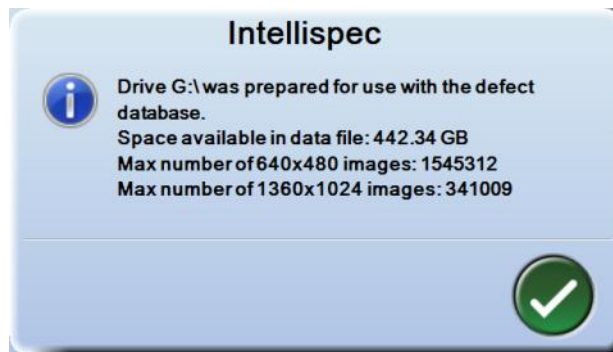 Intellispec
Drive G:\ was prepared for use with the defect
database.
Space available in data file: 442.34 GB
Max number of 640x480 images: 1545312
Max number of 1360x1024 images: 341009